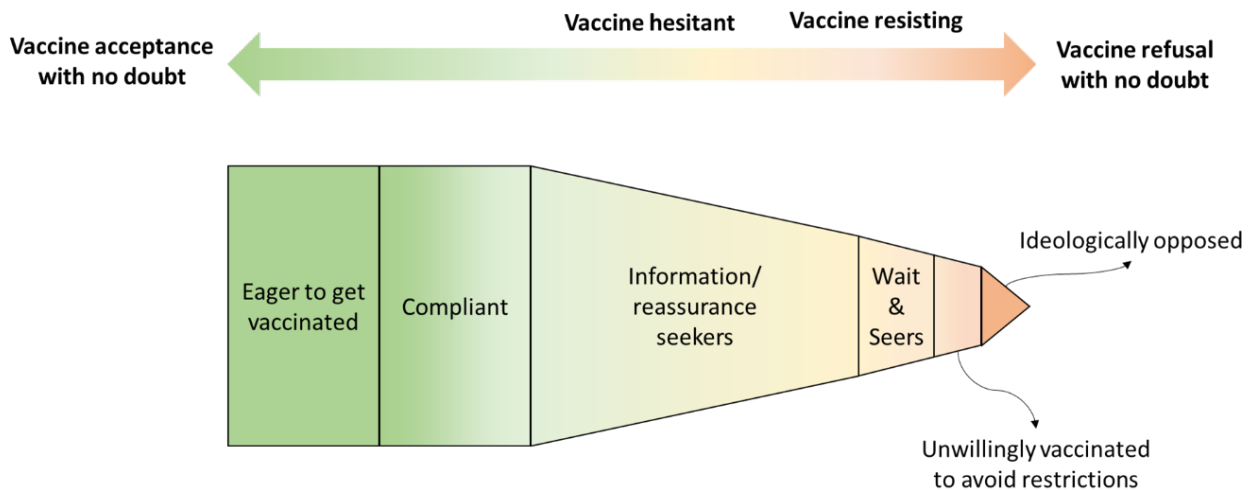 Vaccine acceptance
with no doubt
Vaccine hesitant
Vaccine resisting
Vaccine refusal
with no doubt
Eager to get
vaccinated
Compliant
Information/
reassurance
seekers
Wait
&
Seers
Ideologically opposed
Unwillingly vaccinated
to avoid restrictions